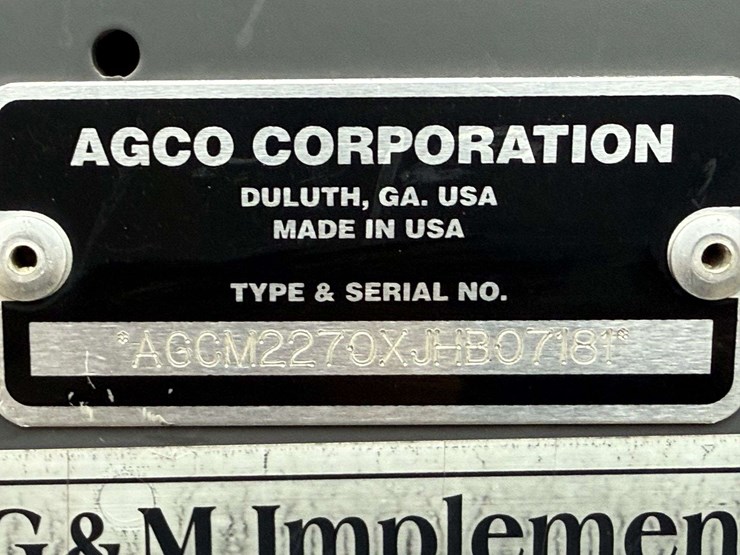 AGCO CORPORATION
DULUTH, GA. USA
MADE IN USA
TYPE & SERIAL NO.
*AGCM2270XJHB07181*
G&M Implemen